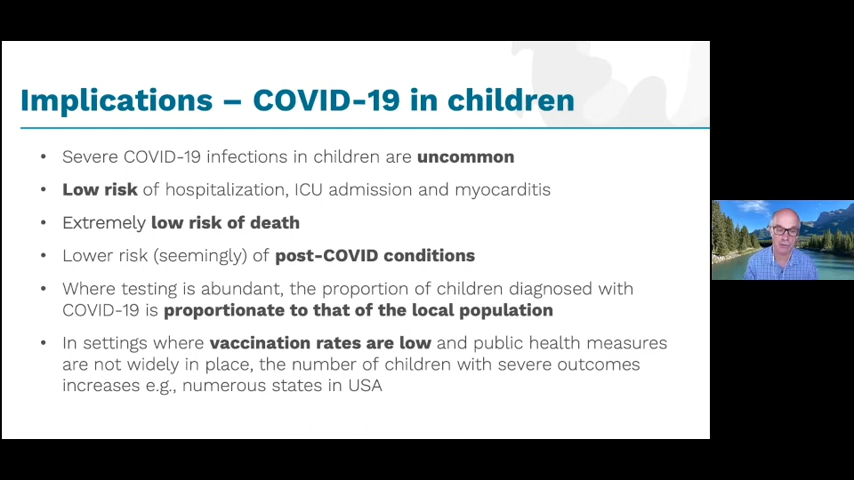 Implications – COVID-19 in children
• Severe COVID-19 infections in children are uncommon
• Low risk of hospitalization, ICU admission and myocarditis
• Extremely low risk of death
• Lower risk (seemingly) of post-COVID conditions
• Where testing is abundant, the proportion of children diagnosed with
COVID-19 is proportionate to that of the local population
• In settings where vaccination rates are low and public health measures
are not widely in place, the number of children with severe outcomes
increases e.g., numerous states in USA